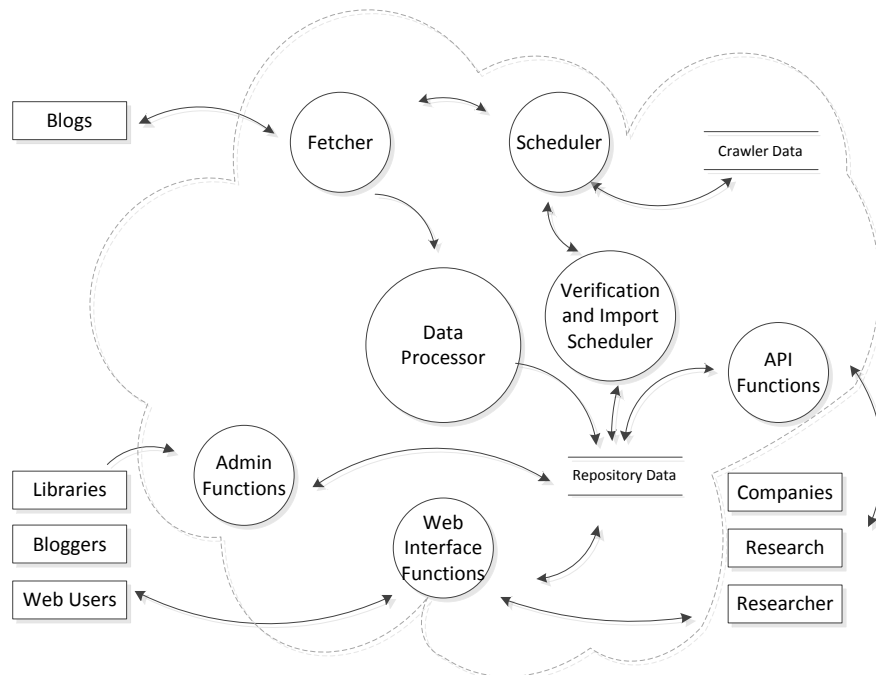 Blogs
Fetcher
Scheduler
Crawler Data
Verification
and Import
Scheduler
Data
Processor
API
Functions
Admin
Functions
Repository Data
Libraries
Companies
Web
Interface
Functions
Bloggers
Research
Web Users
Researcher